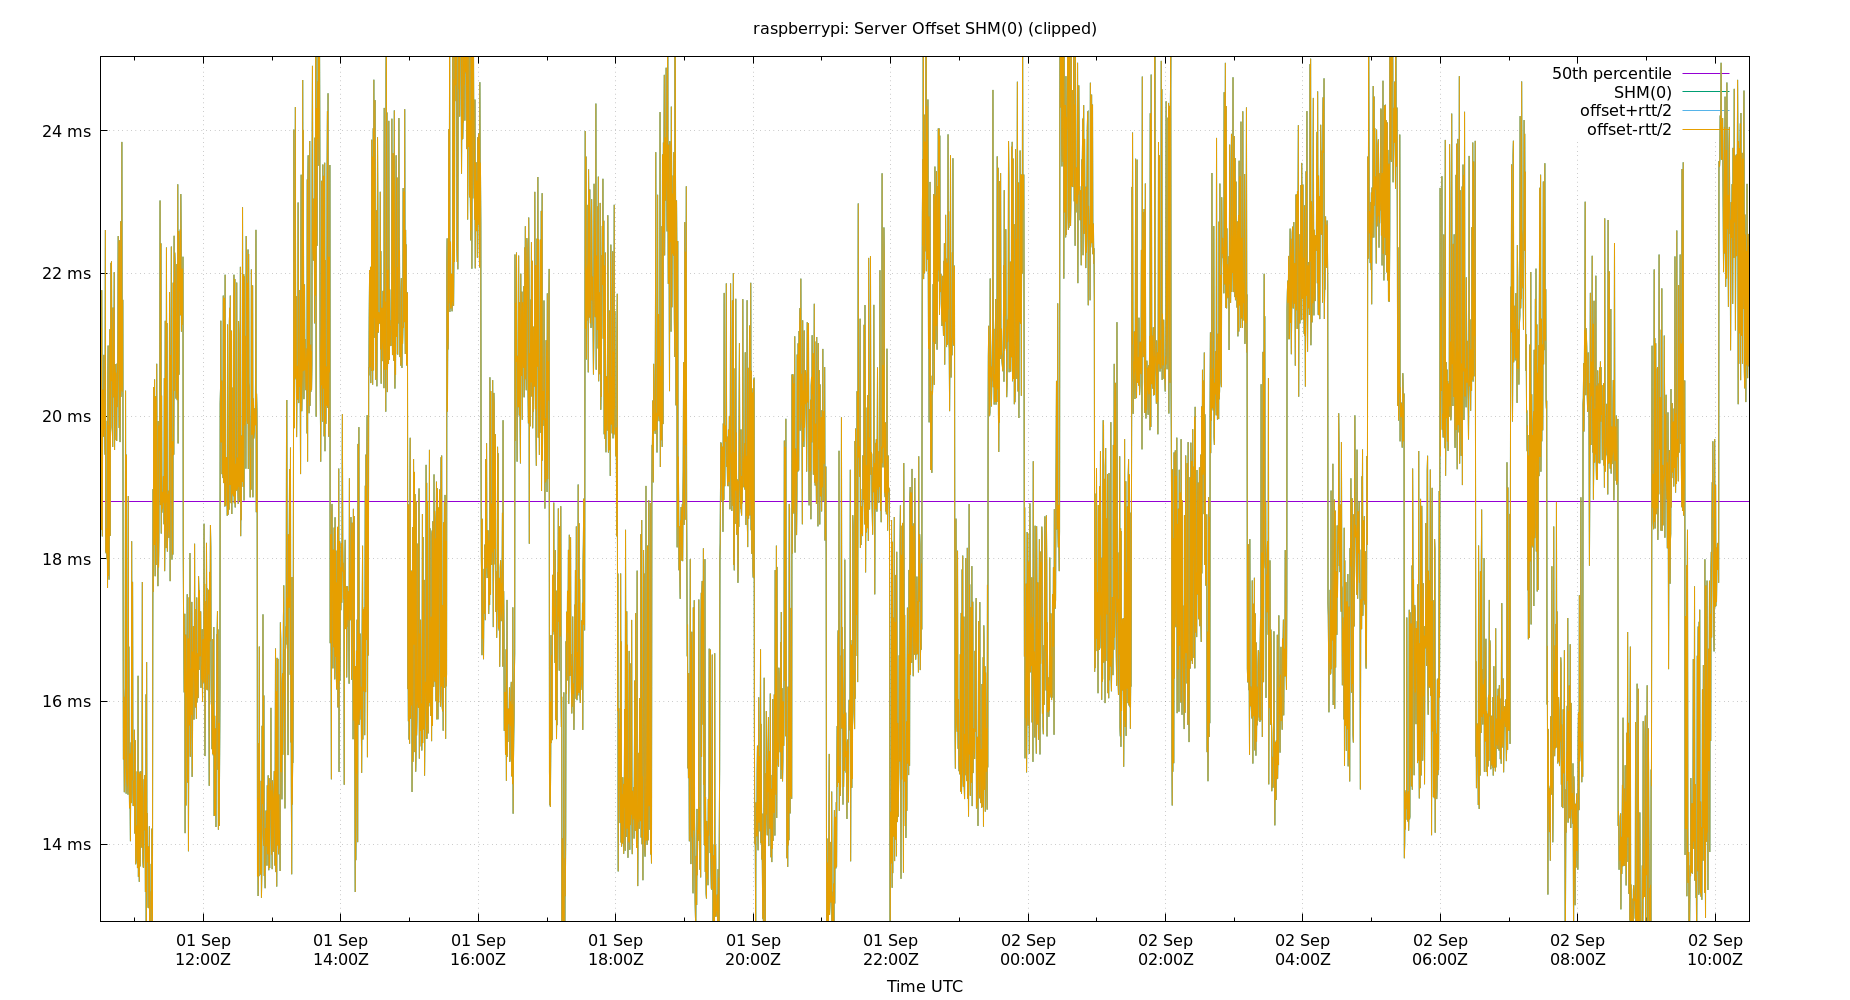 raspberrypi: Server Offset SHM(0) (clipped)
50th percentile
SHM(0)
offset+rtt/2
offset-rtt/2
24 ms
22 ms
20 ms
18 ms
16 ms
14 ms
01 Sep 01 Sep 01 Sep 01 Sep 01 Sep 01 Sep 02 Sep 02 Sep 02 Sep 02 Sep 02 Sep 02 Sep
12:00Z 14:00Z 16:00Z 18:00Z 20:00Z 22:00Z 00:00Z 02:00Z 04:00Z 06:00Z 08:00Z 10:00Z
Time UTC